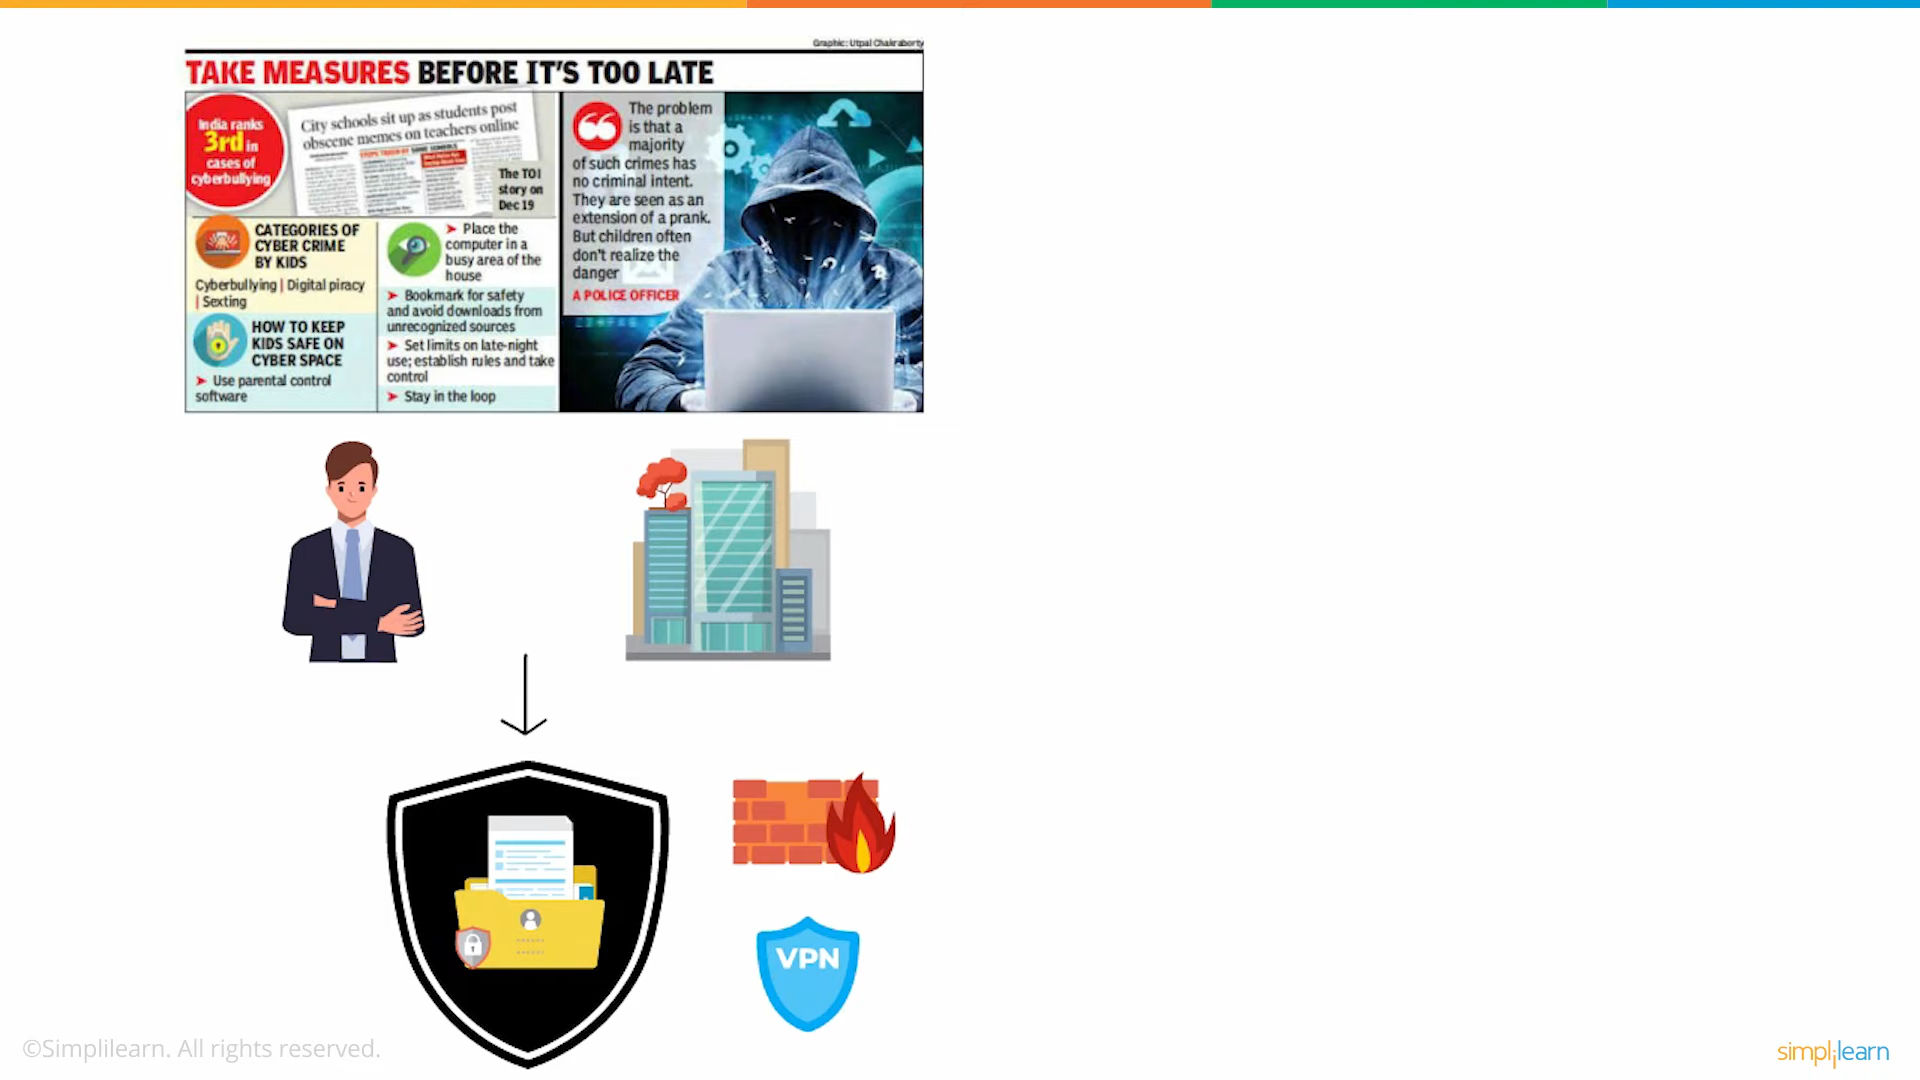 Graphic: Utpal Chakraborty
TAKE MEASURES BEFORE IT'S TOO LATE
India ranks
3rd in
cases of
cyberbullying
City schools sit up as students post
obscene memes on teachers online
The TOI
story on
Dec 19
CATEGORIES OF
CYBER CRIME
BY KIDS
Cyberbullying | Digital piracy
| Sexting
HOW TO KEEP
KIDS SAFE ON
CYBER SPACE
➤ Use parental control
software
➤ Place the
computer in a
busy area of the
house
➤ Bookmark for safety
and avoid downloads from
unrecognized sources
➤ Set limits on late-night
use; establish rules and take
control
➤ Stay in the loop
The problem
is that a
majority
of such crimes has
no criminal intent.
They are seen as an
extension of a prank.
But children often
don't realize the
danger
A POLICE OFFICER
VPN
©Simplilearn. All rights reserved.
simplilearn